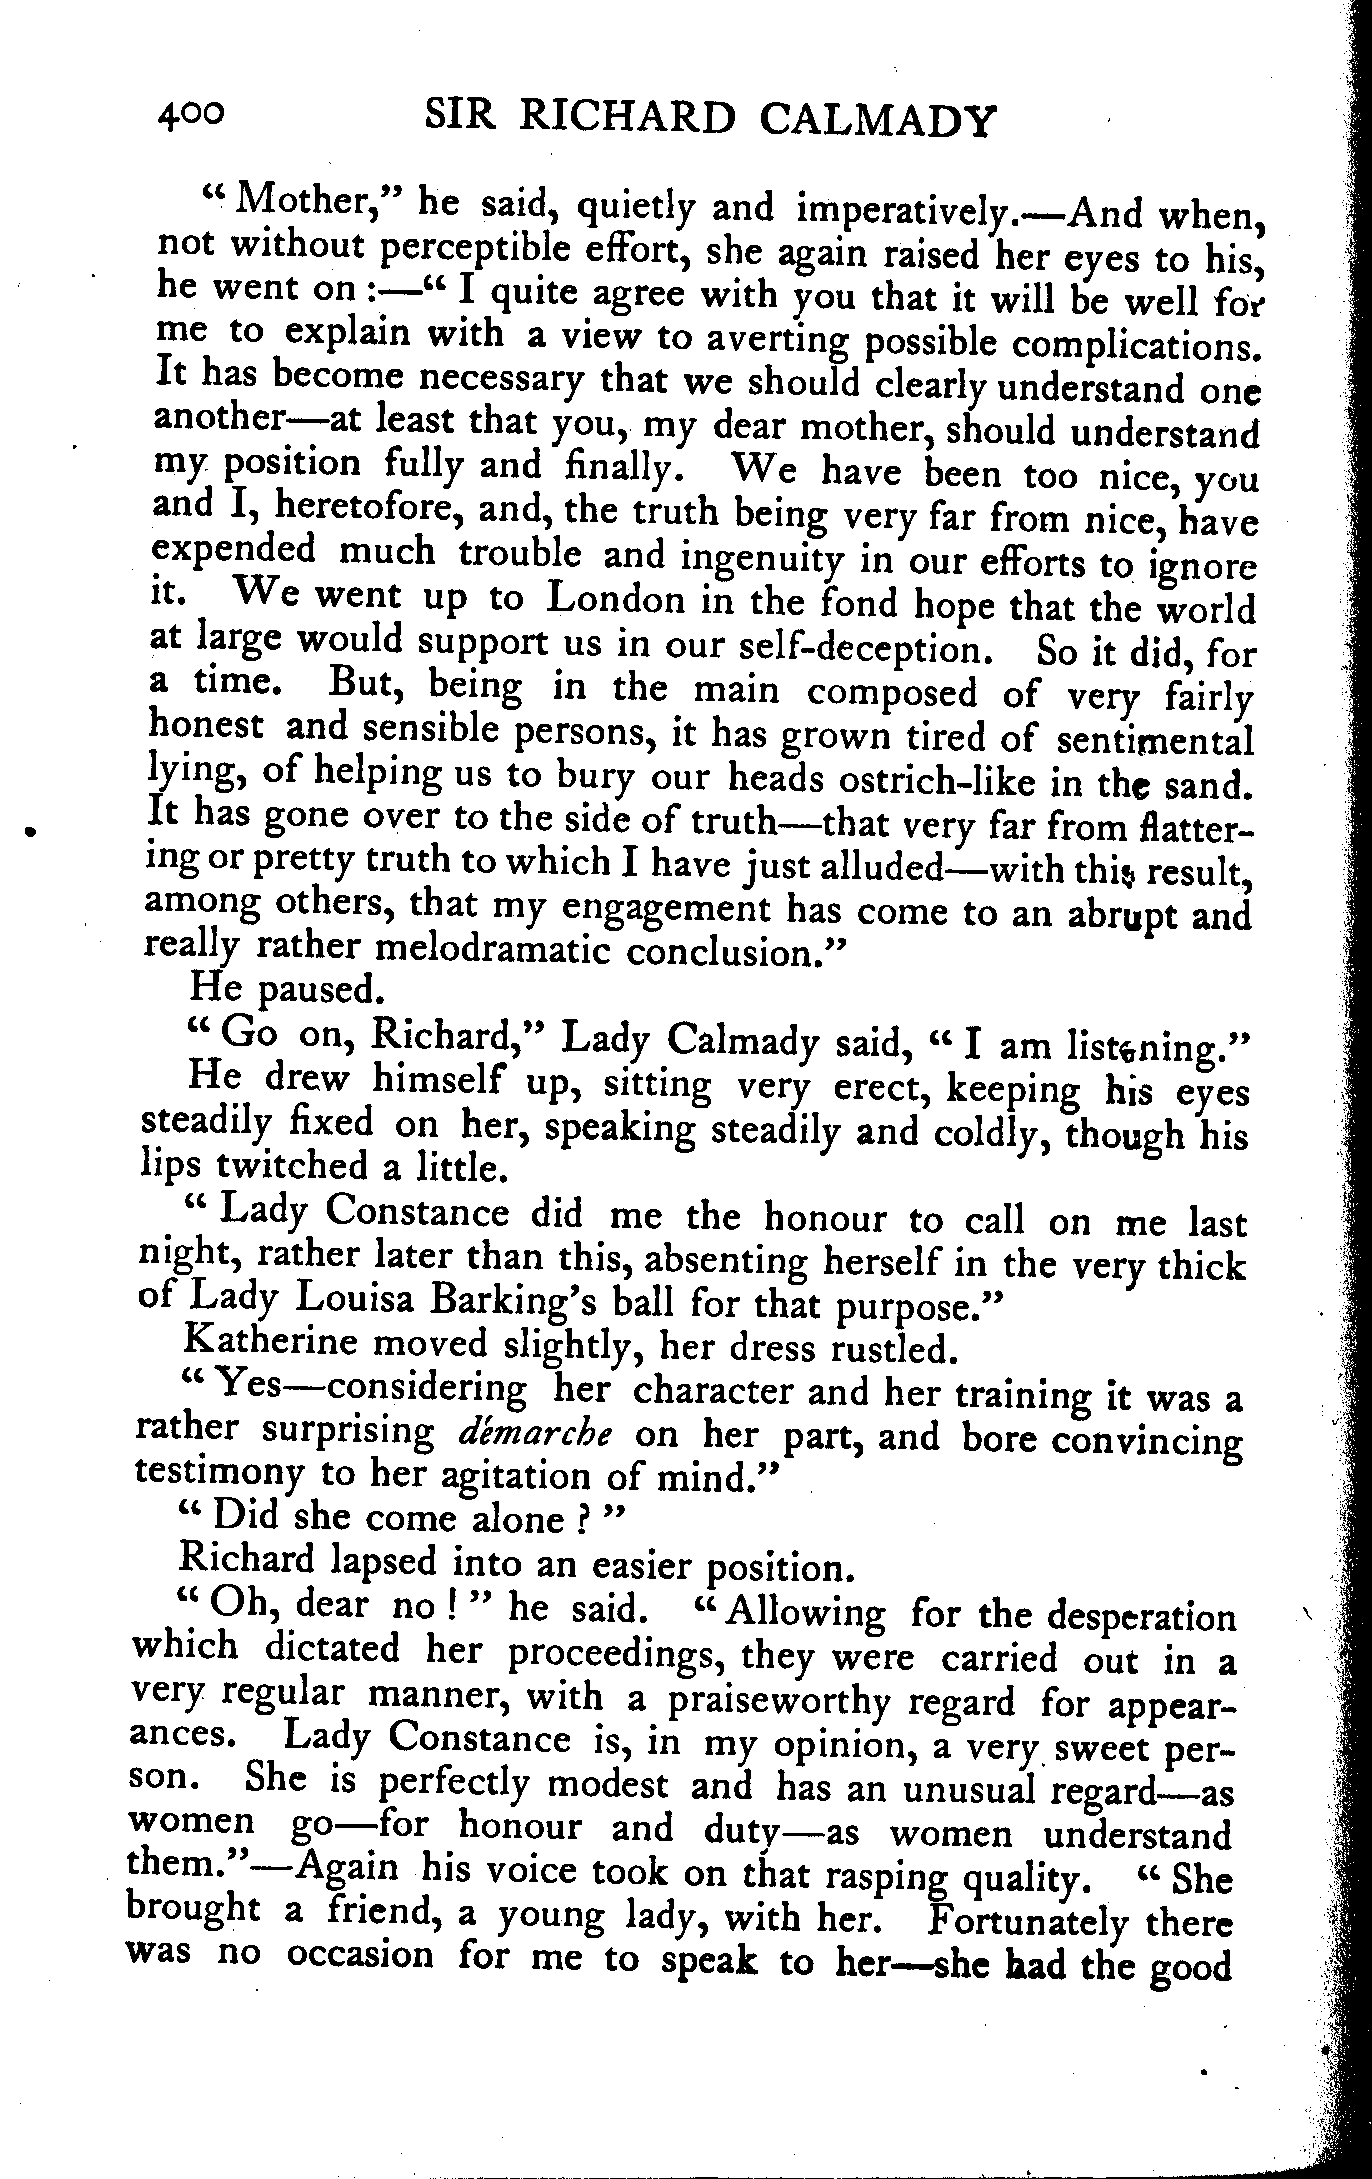 400 SIR RICHARD CALMADY
“ Mother,” he said, quietly and imperatively.—And when,
not without perceptible effort, she again raised her eyes to his,
he went on :—“ I quite agree with you that it will be well for
me to explain with a view to averting possible complications.
It has become necessary that we should clearly understand one
another—at least that you, my dear mother, should understand
my position fully and finally. We have been too nice, you
and I, heretofore, and, the truth being very far from nice, have
expended much trouble and ingenuity in our efforts to ignore
it. We went up to London in the fond hope that the world
at large would support us in our self-deception. So it did, for
a time. But, being in the main composed of very fairly
honest and sensible persons, it has grown tired of sentimental
lying, of helping us to bury our heads ostrich-like in the sand.
It has gone over to the side of truth—that very far from flatter-
ing or pretty truth to which I have just alluded—with this result,
among others, that my engagement has come to an abrupt and
really rather melodramatic conclusion.”
He paused.
“ Go on, Richard,” Lady Calmady said, “ I am listening.”
He drew himself up, sitting very erect, keeping his eyes
steadily fixed on her, speaking steadily and coldly, though his
lips twitched a little.
“ Lady Constance did me the honour to call on me last
night, rather later than this, absenting herself in the very thick
of Lady Louisa Barking’s ball for that purpose.”
Katherine moved slightly, her dress rustled.
“ Yes—considering her character and her training it was a
rather surprising démarche on her part, and bore convincing
testimony to her agitation of mind.”
“ Did she come alone ? ”
Richard lapsed into an easier position.
“ Oh, dear no ! ” he said. “ Allowing for the desperation
which dictated her proceedings, they were carried out in a
very regular manner, with a praiseworthy regard for appear-
ances. Lady Constance is, in my opinion, a very sweet per-
son. She is perfectly modest and has an unusual regard—as
women go—for honour and duty—as women understand
them.”—Again his voice took on that rasping quality. “ She
brought a friend, a young lady, with her. Fortunately there
was no occasion for me to speak to her—she had the good